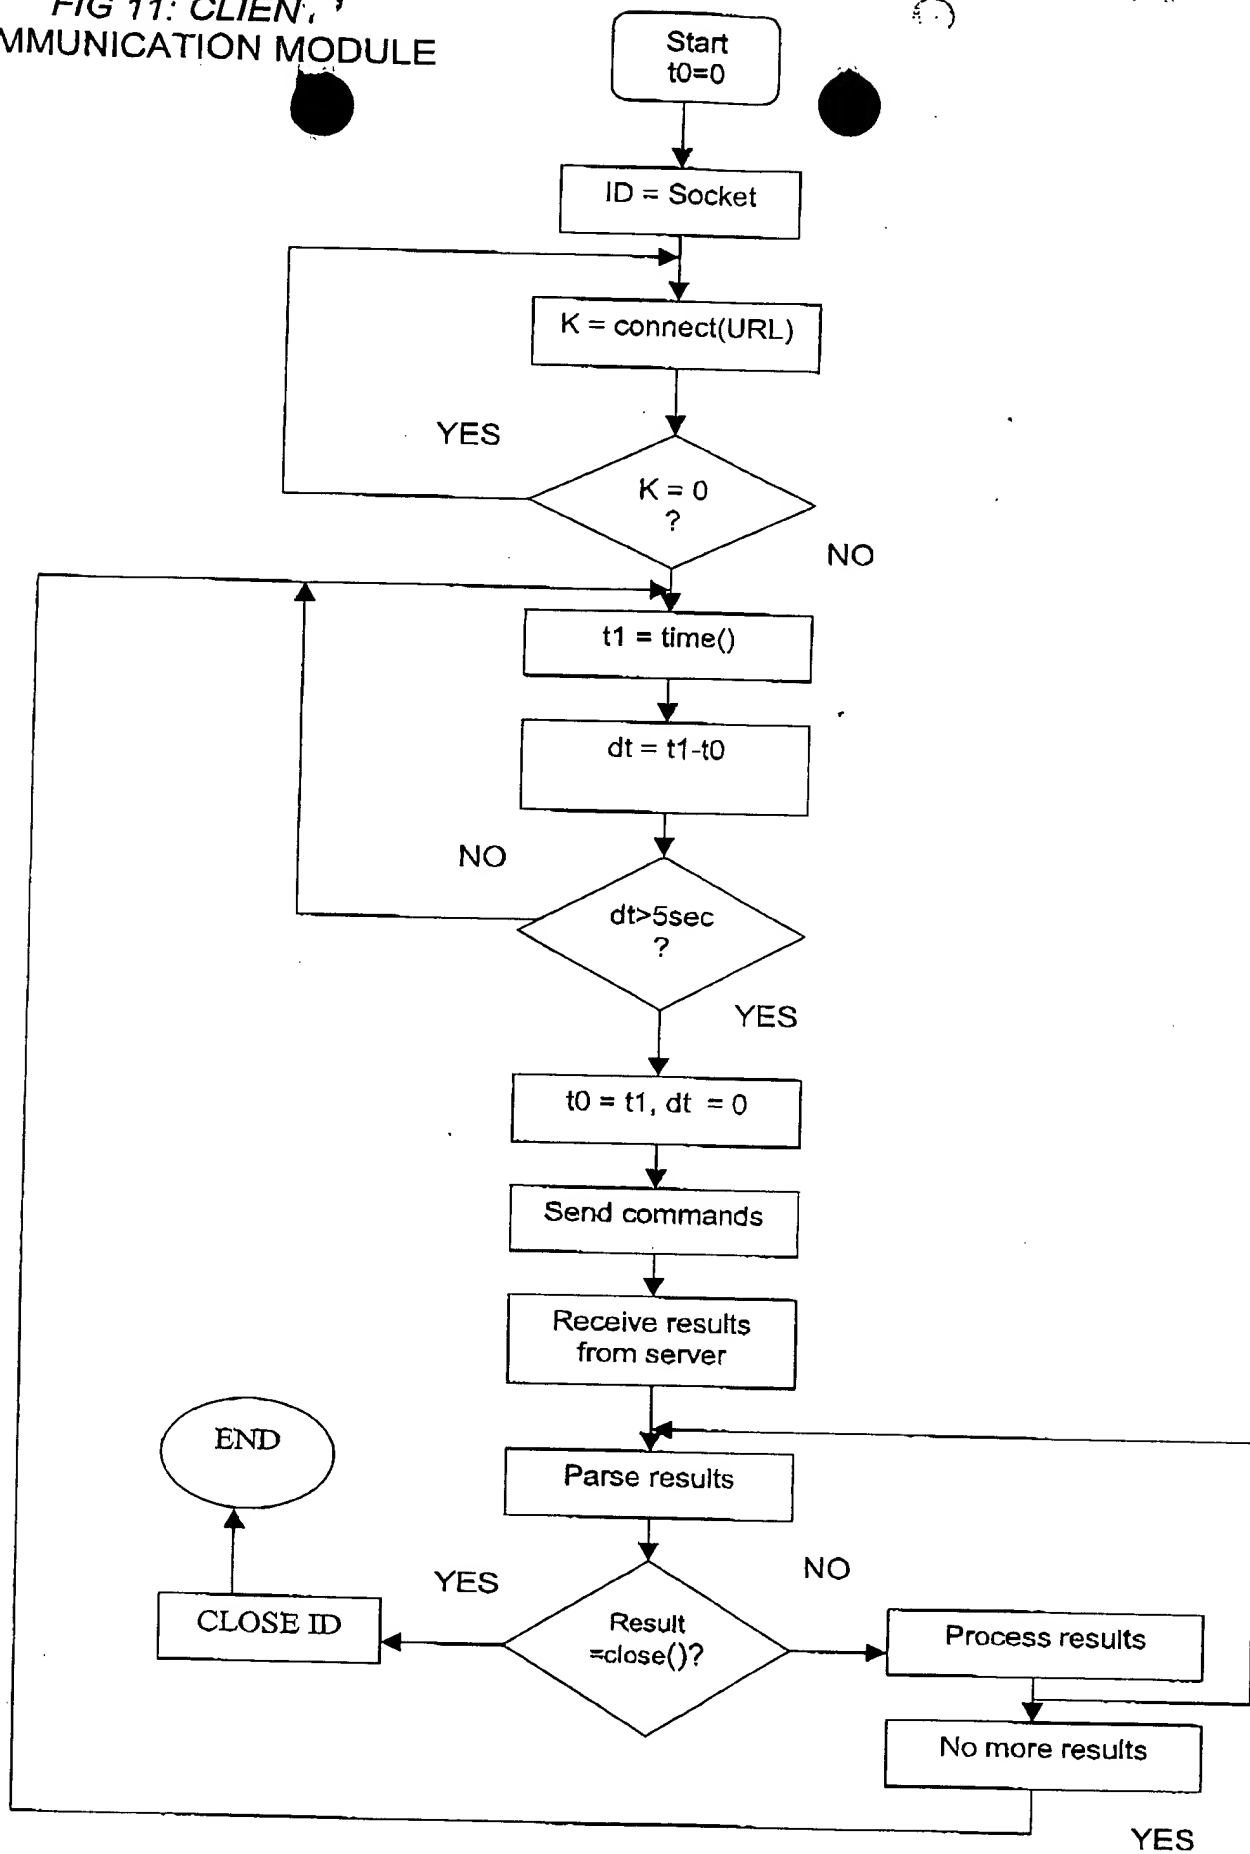 FIG 11: CLIENT
MMUNICATION MODULE
Start
t0=0
ID = Socket
K = connect(URL)
YES
K = 0
?
NO
t1 = time()
dt = t1-t0
NO
dt>5sec
?
YES
t0 = t1, dt = 0
Send commands
Receive results
from server
END
Parse results
YES
NO
CLOSE ID
Result
=close()?
Process results
No more results
YES